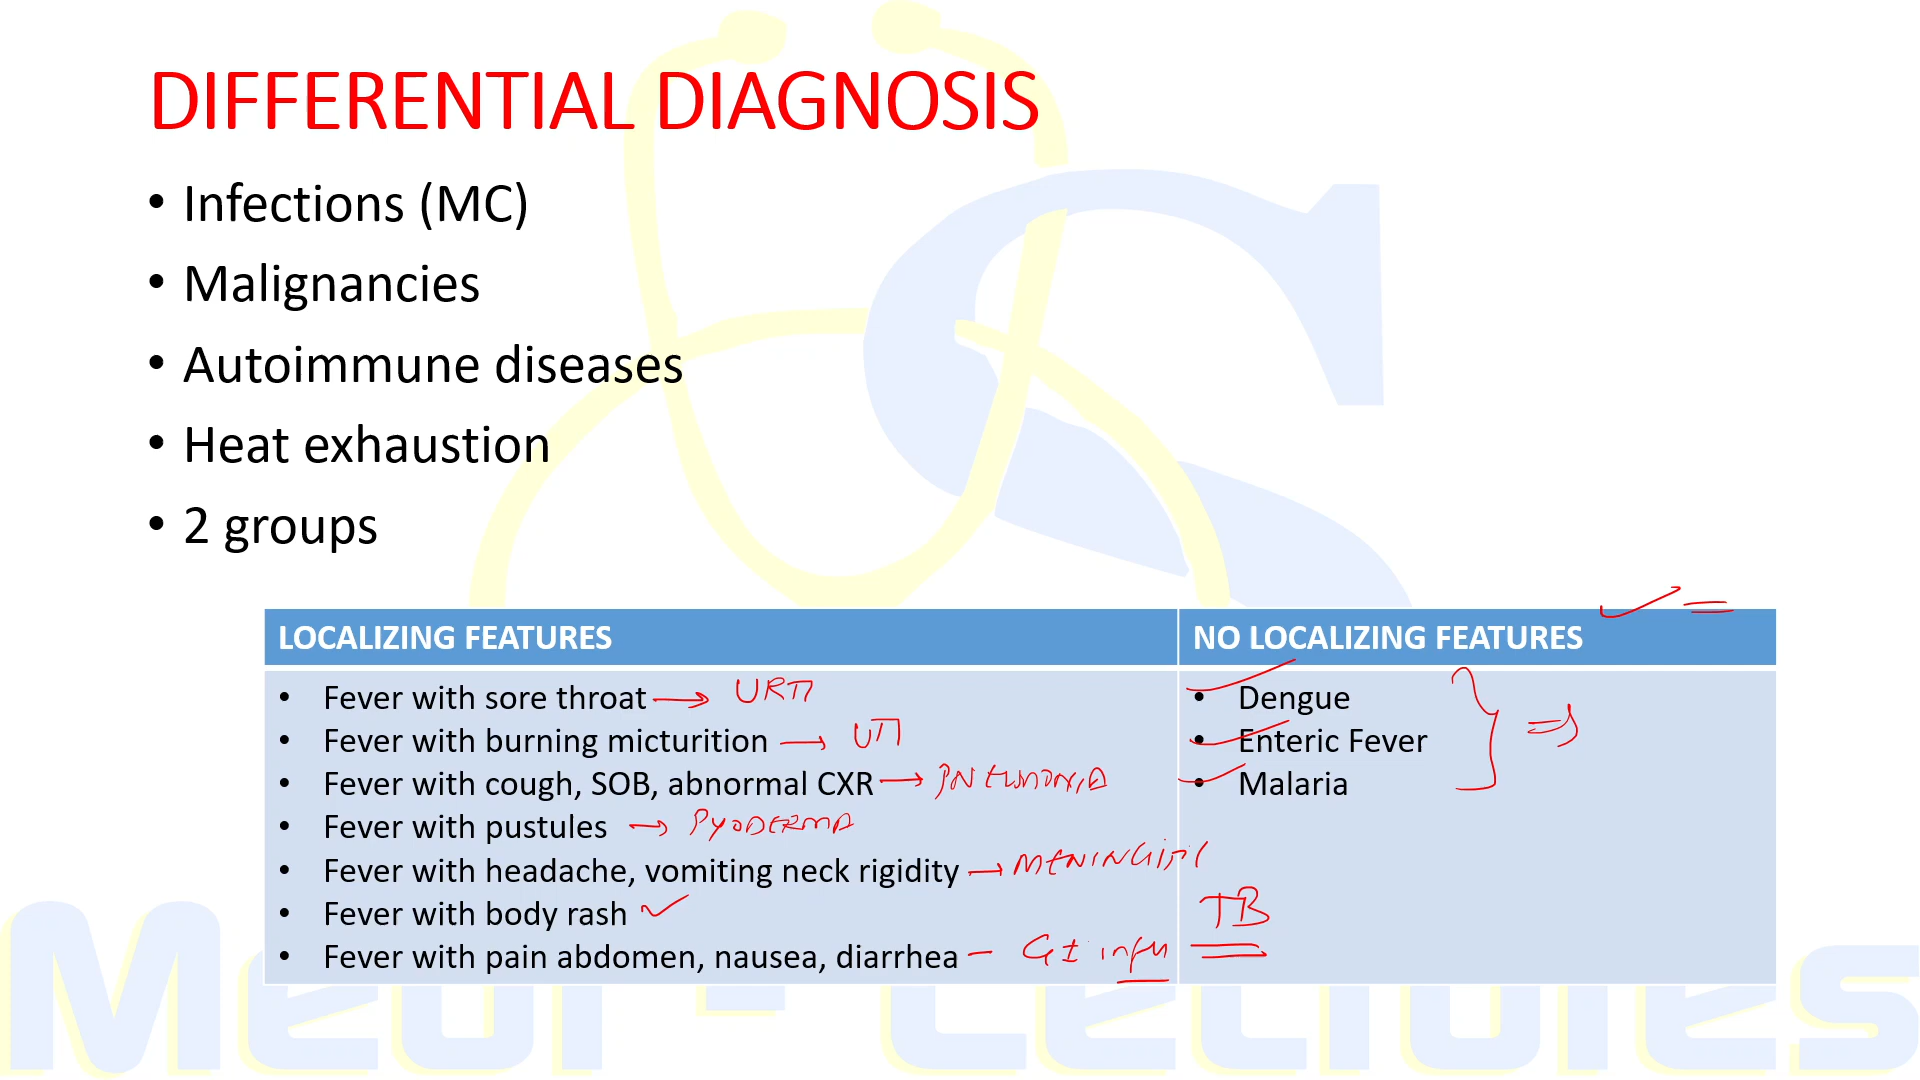 DIFFERENTIAL DIAGNOSIS
• Infections (MC)
• Malignancies
• Autoimmune diseases
• Heat exhaustion
• 2 groups
LOCALIZING FEATURES
• Fever with sore throat → URTI
• Fever with burning micturition → UTI
• Fever with cough, SOB, abnormal CXR → PNEUMONIA
• Fever with pustules → PYODERMA
• Fever with headache, vomiting neck rigidity → MENINGITI
• Fever with body rash ✓
• Fever with pain abdomen, nausea, diarrhea – GI
NO LOCALIZING FEATURES
• Dengue
• Enteric Fever
• Malaria
TB